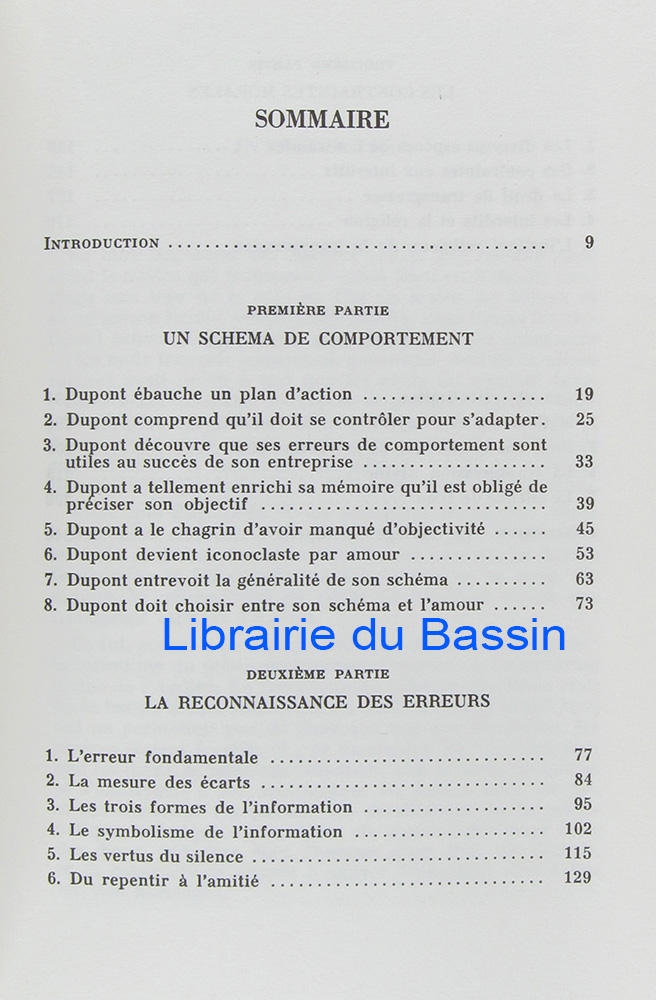 SOMMAIRE
INTRODUCTION ........................................ 9
PREMIÈRE PARTIE
UN SCHEMA DE COMPORTEMENT
1. Dupont ébauche un plan d'action .................... 19
2. Dupont comprend qu'il doit se contrôler pour s'adapter. 25
3. Dupont découvre que ses erreurs de comportement sont
utiles au succès de son entreprise .................... 33
4. Dupont a tellement enrichi sa mémoire qu'il est obligé de
préciser son objectif ............................... 39
5. Dupont a le chagrin d'avoir manqué d'objectivité ...... 45
6. Dupont devient iconoclaste par amour ............... 53
7. Dupont entrevoit la généralité de son schéma .......... 63
8. Dupont doit choisir entre son schéma et l'amour ...... 73
Librairie du Bassin
DEUXIÈME PARTIE
LA RECONNAISSANCE DES ERREURS
1. L'erreur fondamentale .............................. 77
2. La mesure des écarts ................................ 84
3. Les trois formes de l'information .................... 95
4. Le symbolisme de l'information ..................... 102
5. Les vertus du silence ................................ 115
6. Du repentir à l'amitié .............................. 129